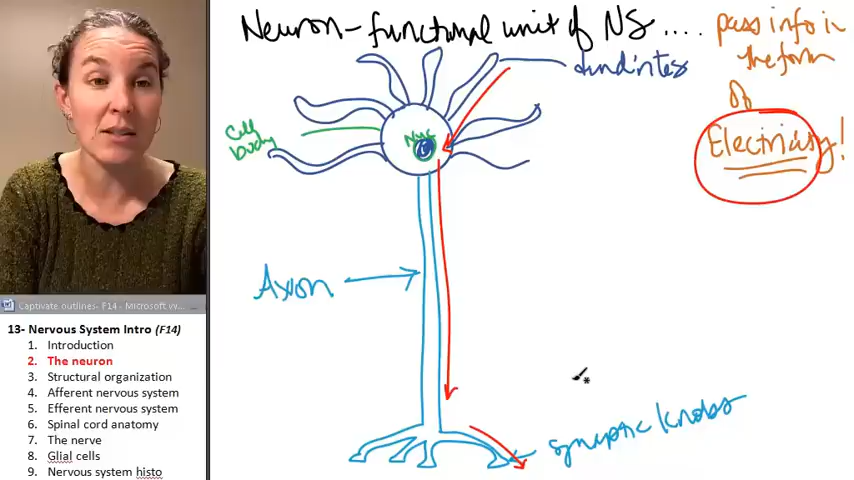 Neuron - functional unit of NS .... pass info in
the form
of
Electricity!
dendrites
Cell
body
Nuc
Axon
synaptic knobs
Captivate outlines- F14 - Microsoft.vv...
13- Nervous System Intro (F14)
1. Introduction
2. The neuron
3. Structural organization
4. Afferent nervous system
5. Efferent nervous system
6. Spinal cord anatomy
7. The nerve
8. Glial cells
9. Nervous system histo